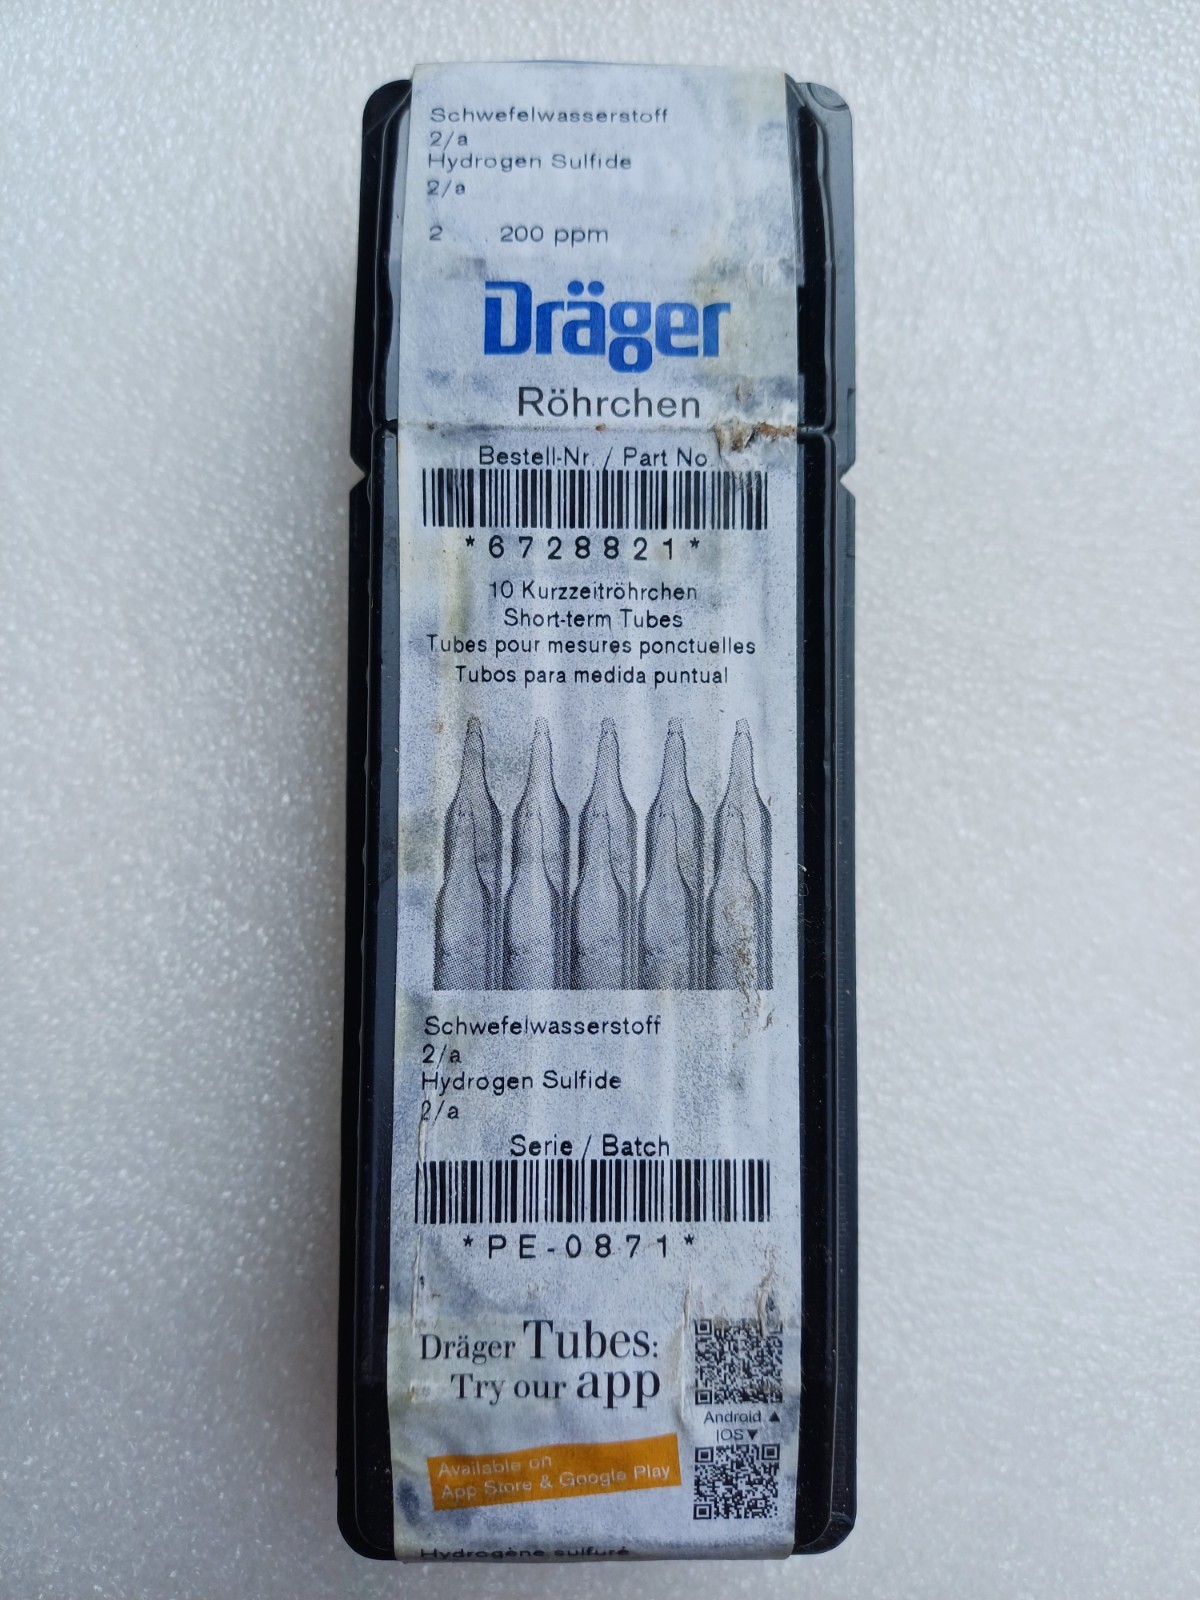 Schwefelwasserstoff
2/a
Hydrogen Sulfide
2/a
2 ... 200 ppm
Dräger
Röhrchen
Bestell-Nr. / Part No.
*6728821*
10 Kurzzeitröhrchen
Short-term Tubes
Tubes pour mesures ponctuelles
Tubos para medida puntual
Schwefelwasserstoff
2/a
Hydrogen Sulfide
2/a
Serie / Batch
*PE-0871*
Dräger Tubes:
Try our app
Android ▲
IOS ▼
Available on
App Store & Google Play
Hydrogène sulfuré